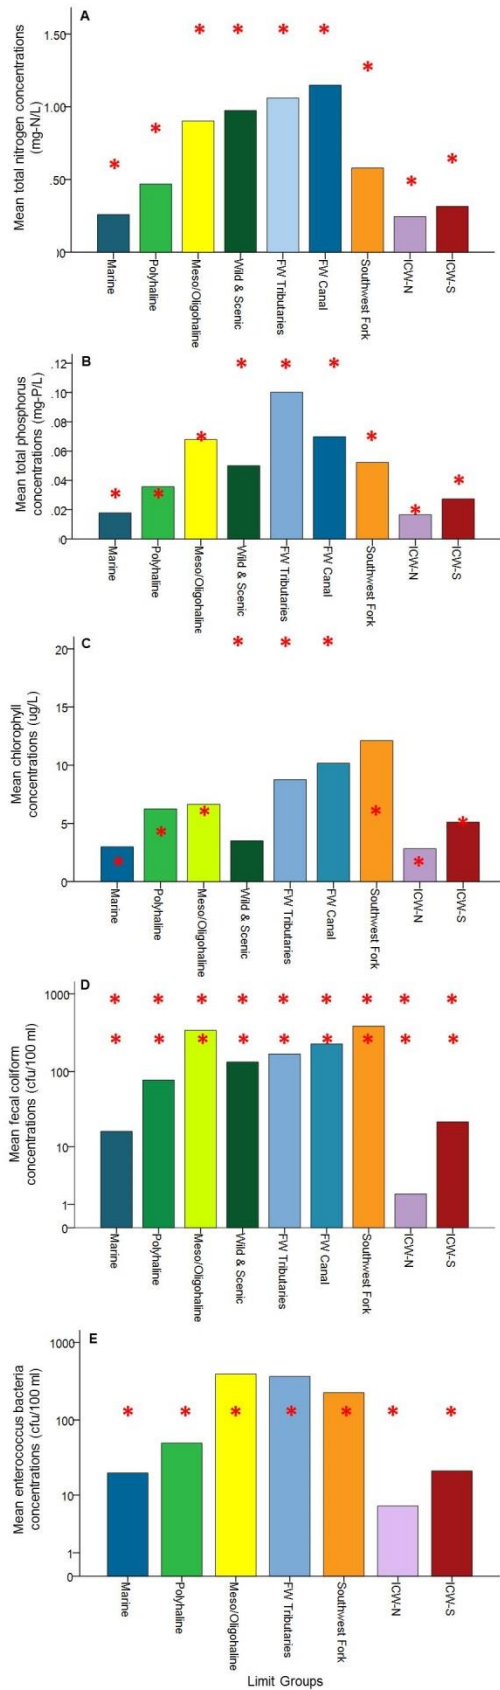 A
Mean total nitrogen concentrations
(mg-N/L)
1.50
1.00
.50
.00
Marine
Polyhaline
Meso/Oligohaline
Wild & Scenic
FW Tributaries
FW Canal
Southwest Fork
ICW-N
ICW-S
B
Mean total phosphorus
concentrations (mg-P/L)
.12
.10
.08
.06
.04
.02
.00
Marine
Polyhaline
Meso/Oligohaline
Wild & Scenic
FW Tributaries
FW Canal
Southwest Fork
ICW-N
ICW-S
C
Mean chlorophyll
concentrations (ug/L)
20
15
10
5
0
Marine
Polyhaline
Meso/Oligohaline
Wild & Scenic
FW Tributaries
FW Canal
Southwest Fork
ICW-N
ICW-S
D
Mean fecal coliform
concentrations (cfu/100 ml)
1000
100
10
1
0
Marine
Polyhaline
Meso/Oligohaline
Wild & Scenic
FW Tributaries
FW Canal
Southwest Fork
ICW-N
ICW-S
E
Mean enterococcus bacteria
concentrations (cfu/100 ml)
1000
100
10
1
0
Marine
Polyhaline
Meso/Oligohaline
FW Tributaries
Southwest Fork
ICW-N
ICW-S
Limit Groups